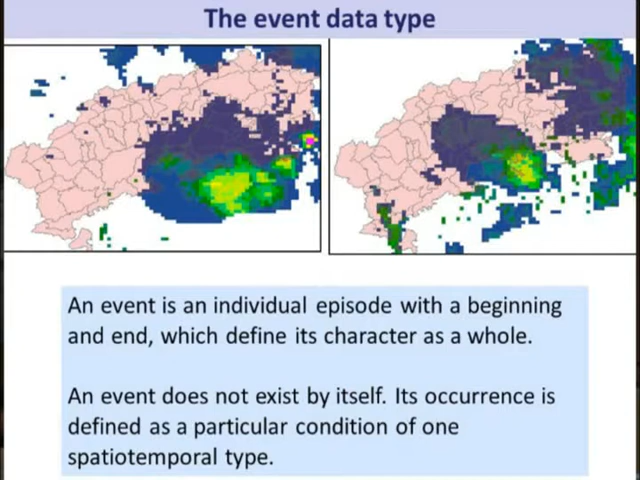 The event data type
An event is an individual episode with a beginning
and end, which define its character as a whole.
An event does not exist by itself. Its occurrence is
defined as a particular condition of one
spatiotemporal type.